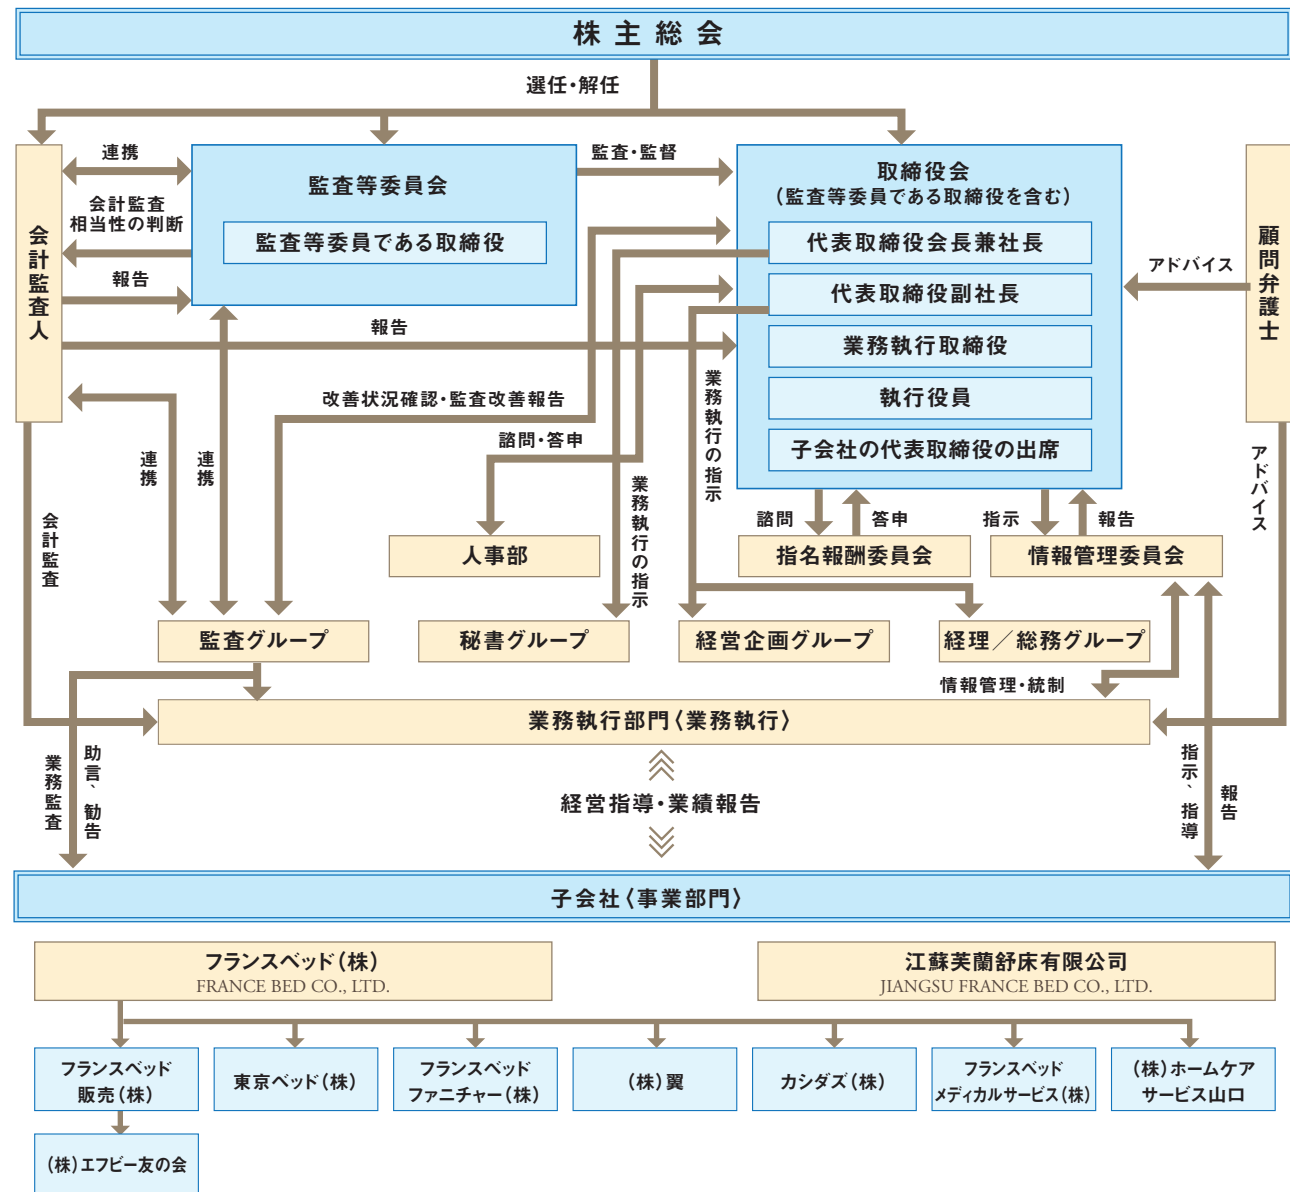 株主総会
選任・解任
会計監査人
連携
会計監査
相当性の判断
報告
監査等委員会
監査等委員である取締役
監査・監督
取締役会
（監査等委員である取締役を含む）
代表取締役会長兼社長
代表取締役副社長
業務執行取締役
執行役員
子会社の代表取締役の出席
アドバイス
顧問弁護士
報告
改善状況確認・監査改善報告
諮問・答申
業務執行の指示
業務執行の指示
連携
連携
会計監査
アドバイス
諮問
答申
指示
報告
人事部
指名報酬委員会
情報管理委員会
監査グループ
秘書グループ
経営企画グループ
経理／総務グループ
情報管理・統制
業務執行部門〈業務執行〉
業務監査
助言、勧告
経営指導・業績報告
指示、指導
報告
子会社〈事業部門〉
フランスベッド（株）
FRANCE BED CO., LTD.
江蘇芙蘭舒床有限公司
JIANGSU FRANCE BED CO., LTD.
フランスベッド
販売（株）
東京ベッド（株）
フランスベッド
ファニチャー（株）
（株）翼
カシダズ（株）
フランスベッド
メディカルサービス（株）
（株）ホームケア
サービス山口
（株）エフビー友の会